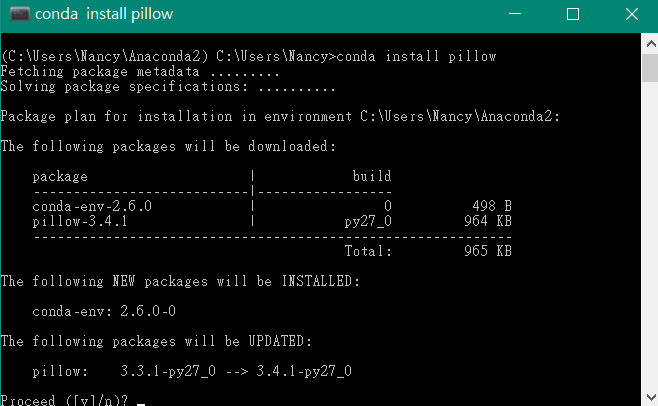 conda  install pillow
(C:\Users\Nancy\Anaconda2) C:\Users\Nancy>conda install pillow
Fetching package metadata .........
Solving package specifications: ..........
Package plan for installation in environment C:\Users\Nancy\Anaconda2:
The following packages will be downloaded:
package                    |            build
---------------------------|-----------------
conda-env-2.6.0            |                0          498 B
pillow-3.4.1               |           py27_0         964 KB
------------------------------------------------------------
Total:         965 KB
The following NEW packages will be INSTALLED:
conda-env: 2.6.0-0
The following packages will be UPDATED:
pillow:    3.3.1-py27_0 --> 3.4.1-py27_0
Proceed ([y]/n)? _